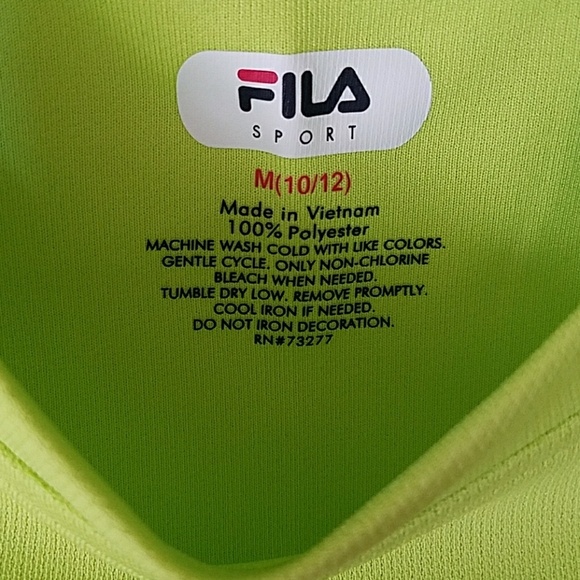 FILA
SPORT
M(10/12)
Made in Vietnam
100% Polyester
MACHINE WASH COLD WITH LIKE COLORS.
GENTLE CYCLE. ONLY NON-CHLORINE
BLEACH WHEN NEEDED.
TUMBLE DRY LOW. REMOVE PROMPTLY.
COOL IRON IF NEEDED.
DO NOT IRON DECORATION.
RN#73277